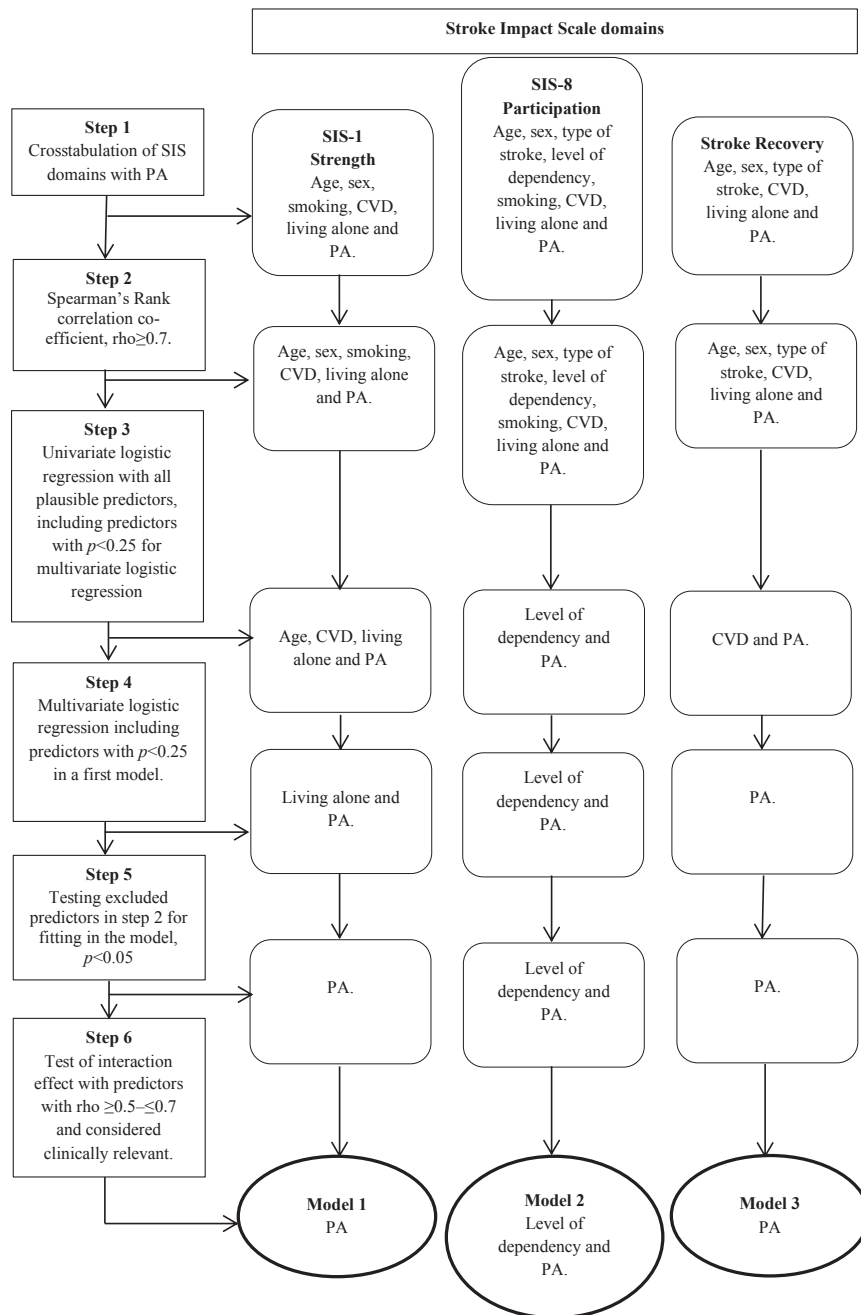 Stroke Impact Scale domains
Step 1
Crosstabulation of SIS
domains with PA
Step 2
Spearman's Rank
correlation co-
efficient, rho≥0.7.
Step 3
Univariate logistic
regression with all
plausible predictors,
including predictors
with p<0.25 for
multivariate logistic
regression
Step 4
Multivariate logistic
regression including
predictors with p<0.25
in a first model.
Step 5
Testing excluded
predictors in step 2 for
fitting in the model,
p<0.05
Step 6
Test of interaction
effect with predictors
with rho ≥0.5–≤0.7
and considered
clinically relevant.
SIS-1
Strength
Age, sex,
smoking, CVD,
living alone and
PA.
Age, sex, smoking,
CVD, living alone
and PA.
Age, CVD, living
alone and PA
Living alone and
PA.
PA.
Model 1
PA
SIS-8
Participation
Age, sex, type of
stroke, level of
dependency,
smoking, CVD,
living alone and
PA.
Age, sex, type of
stroke, level of
dependency,
smoking, CVD,
living alone and
PA.
Level of
dependency and
PA.
Level of
dependency and
PA.
Level of
dependency and
PA.
Model 2
Level of
dependency and
PA.
Stroke Recovery
Age, sex, type of
stroke, CVD,
living alone and
PA.
Age, sex, type of
stroke, CVD,
living alone and
PA.
CVD and PA.
PA.
PA.
Model 3
PA